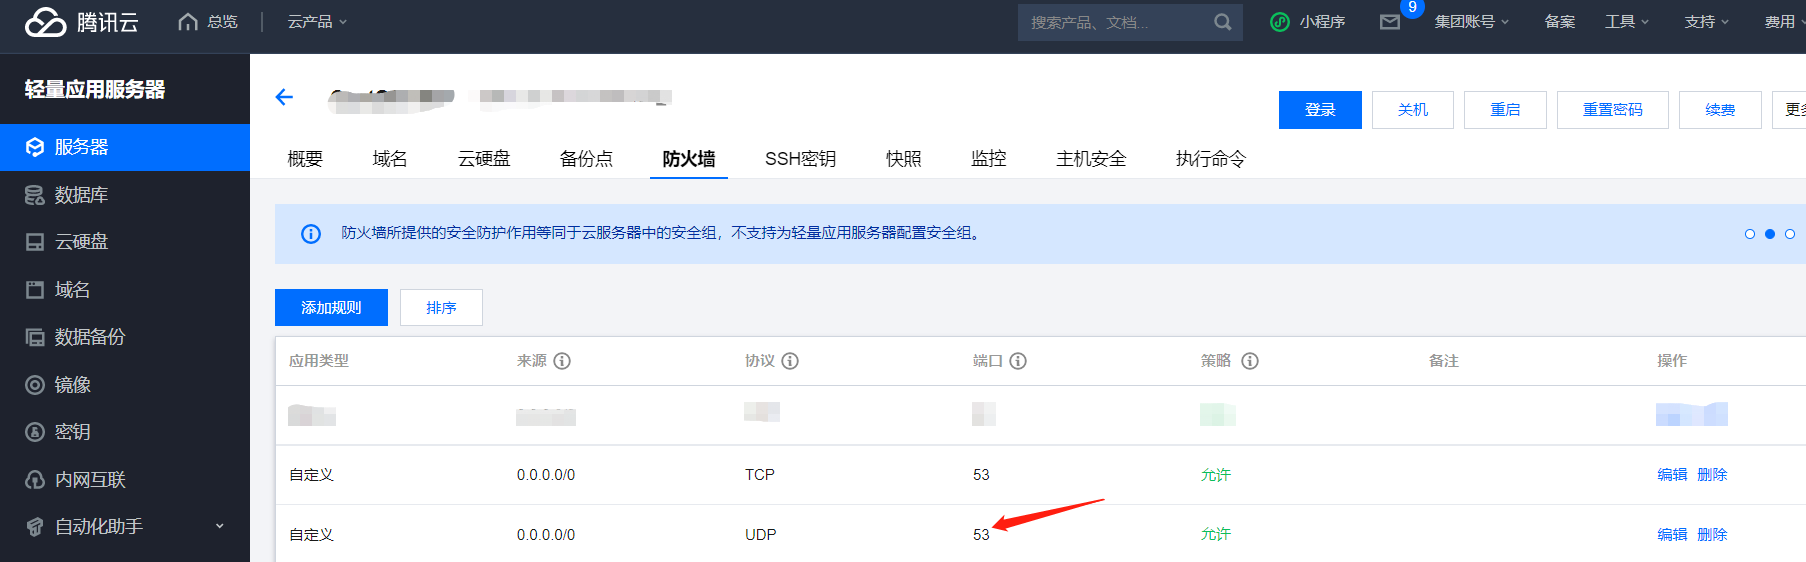 腾讯云 总览 云产品 搜索产品、文档... 小程序 9 集团账号 备案 工具 支持 费用
轻量应用服务器
登录 关机 重启 重置密码 续费
服务器
概要 域名 云硬盘 备份点 防火墙 SSH密钥 快照 监控 主机安全 执行命令
数据库
防火墙所提供的安全防护作用等同于云服务器中的安全组，不支持为轻量应用服务器配置安全组。
云硬盘
域名
添加规则 排序
数据备份
应用类型 来源 协议 端口 策略 备注 操作
镜像
密钥
内网互联
自定义 0.0.0.0/0 TCP 53 允许 编辑 删除
自动化助手
自定义 0.0.0.0/0 UDP 53 允许 编辑 删除